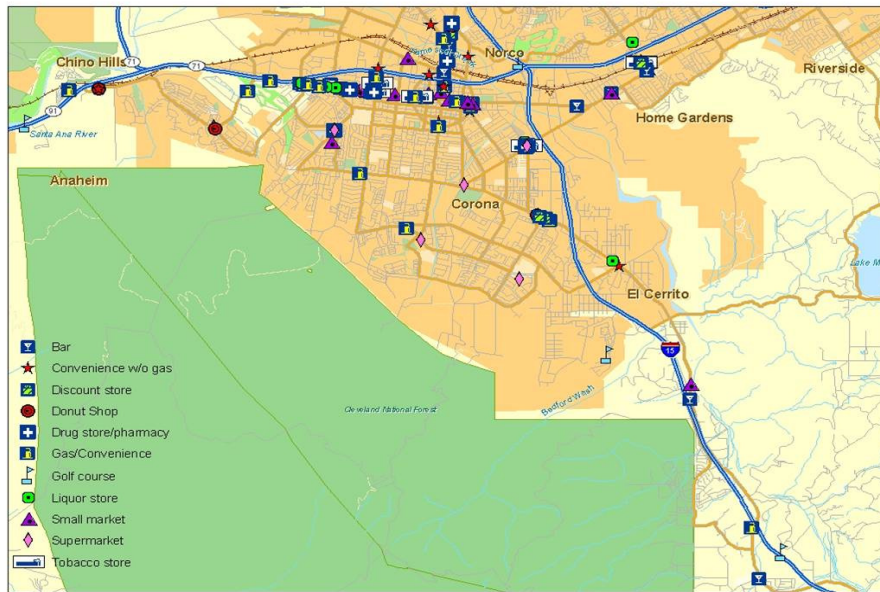 Norco
Chino Hills
71
71
Riverside
91
Home Gardens
Santa Ana River
Anaheim
Corona
Lake M
El Cerrito
15
Bedford Wash
Cleveland National Forest
Bar
Convenience w/o gas
Discount store
Donut Shop
Drug store/pharmacy
Gas/Convenience
Golf course
Liquor store
Small market
Supermarket
Tobacco store